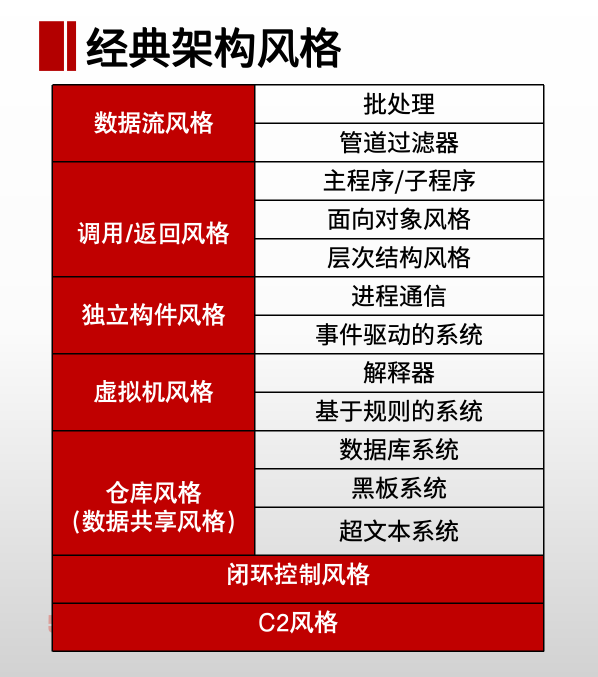 经典架构风格
数据流风格
批处理
管道过滤器
调用/返回风格
主程序/子程序
面向对象风格
层次结构风格
独立构件风格
进程通信
事件驱动的系统
虚拟机风格
解释器
基于规则的系统
仓库风格
(数据共享风格)
数据库系统
黑板系统
超文本系统
闭环控制风格
C2风格